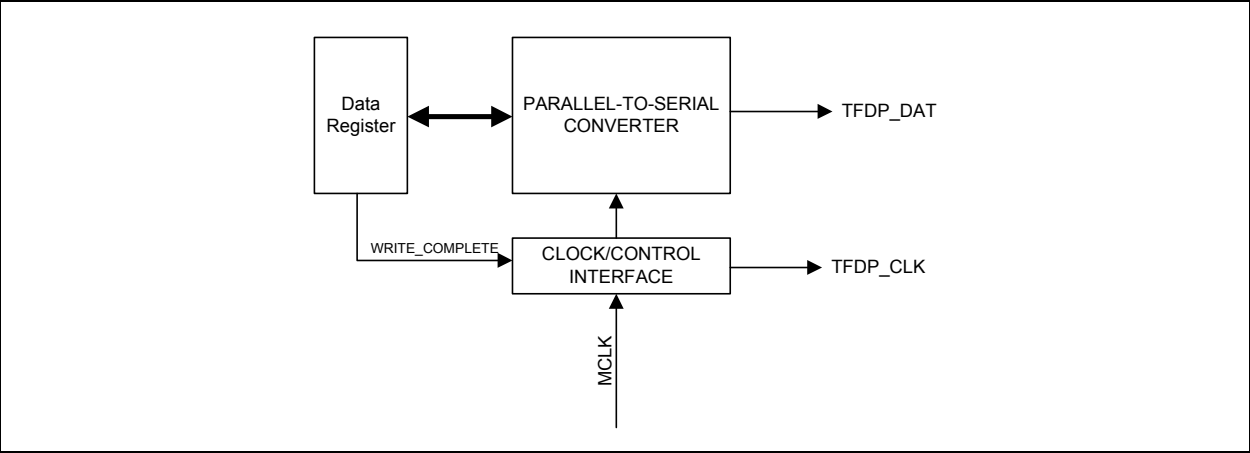 Data
Register
PARALLEL-TO-SERIAL
CONVERTER
TFDP_DAT
WRITE_COMPLETE
CLOCK/CONTROL
INTERFACE
TFDP_CLK
MCLK